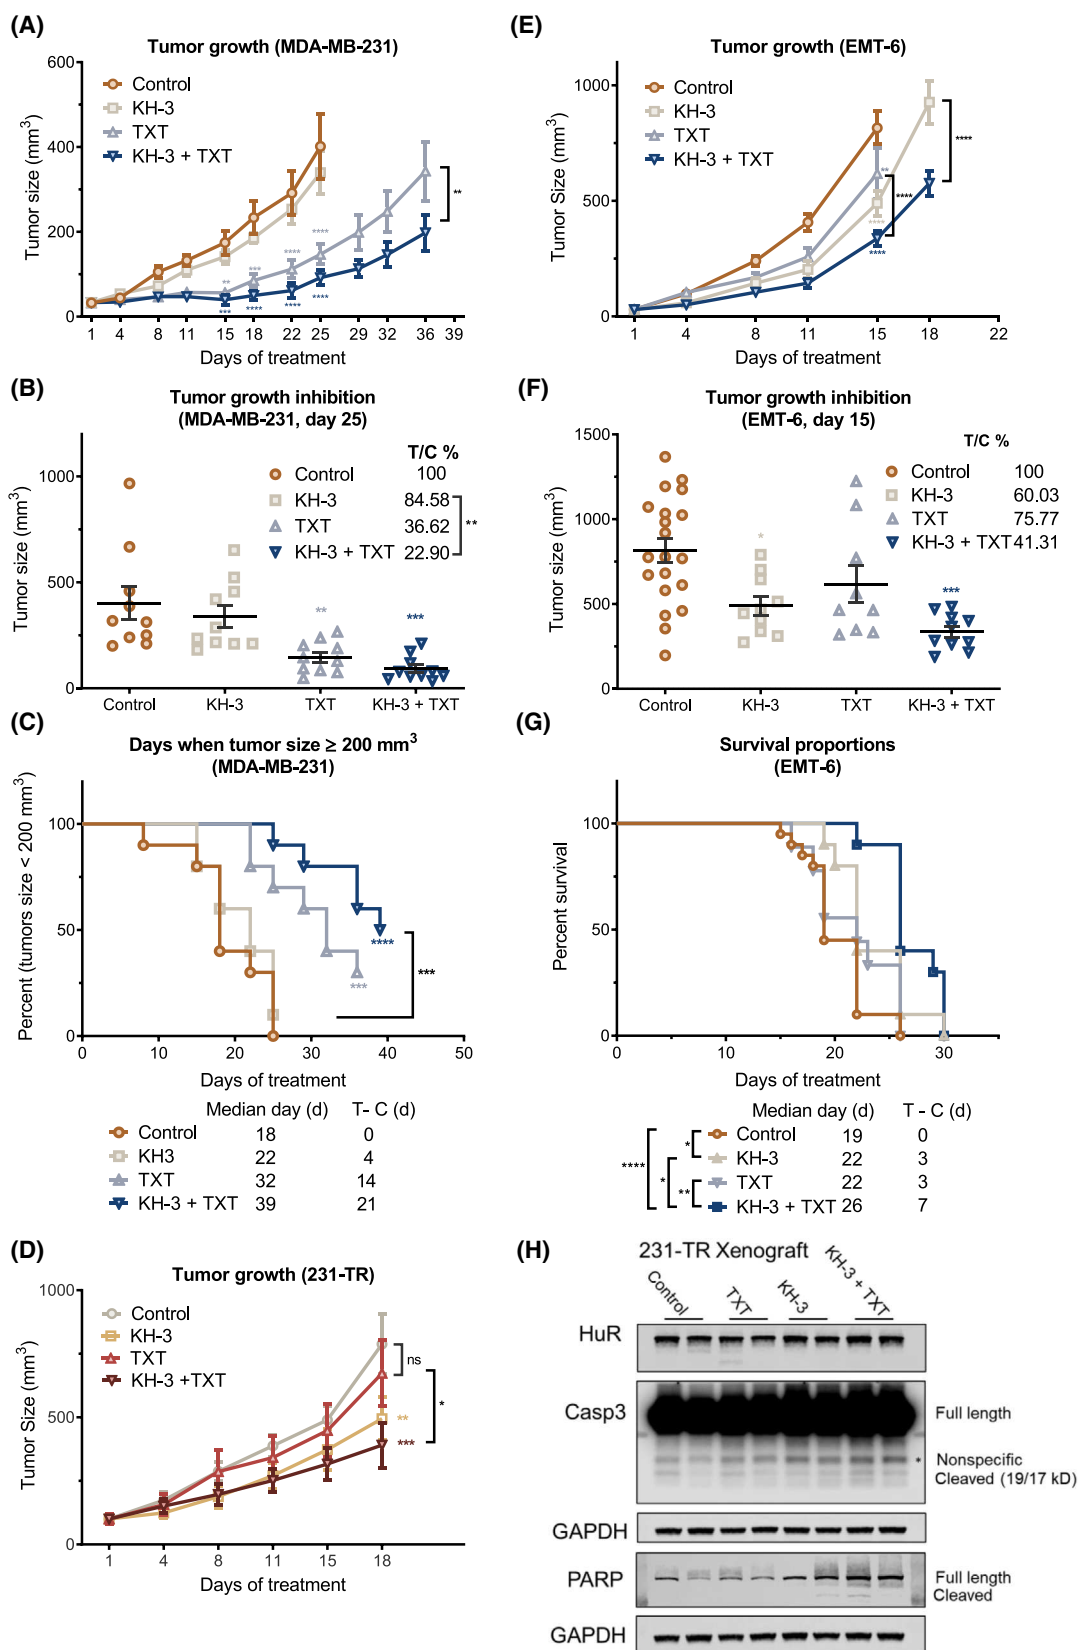 (A)
Tumor growth (MDA-MB-231)
Tumor size (mm3)
600
400
200
0
Control
KH-3
TXT
KH-3 + TXT
**
**
***
****
****
***
****
****
****
1 4 8 11 15 18 22 25 29 32 36 39
Days of treatment
(E)
Tumor growth (EMT-6)
Tumor Size (mm3)
1000
500
0
Control
KH-3
TXT
KH-3 + TXT
****
**
****
****
****
1 4 8 11 15 18 22
Days of treatment
(B)
Tumor growth inhibition
(MDA-MB-231, day 25)
Tumor size (mm3)
1000
500
0
T/C %
Control 100
KH-3 84.58
TXT 36.62
KH-3 + TXT 22.90
**
**
***
Control KH-3 TXT KH-3 + TXT
(F)
Tumor growth inhibition
(EMT-6, day 15)
Tumor size (mm3)
1500
1000
500
0
T/C %
Control 100
KH-3 60.03
TXT 75.77
KH-3 + TXT 41.31
*
***
Control KH-3 TXT KH-3 + TXT
(C)
Days when tumor size ≥ 200 mm3
(MDA-MB-231)
Percent (tumors size < 200 mm3)
100
50
0
****
***
***
0 10 20 30 40 50
Days of treatment
Median day (d) T- C (d)
Control 18 0
KH3 22 4
TXT 32 14
KH-3 + TXT 39 21
(G)
Survival proportions
(EMT-6)
Percent survival
100
50
0
0 10 20 30
Days of treatment
Median day (d) T - C (d)
Control 19 0
KH-3 22 3
TXT 22 3
KH-3 + TXT 26 7
****
*
*
**
(D)
Tumor growth (231-TR)
Tumor Size (mm3)
1000
500
0
Control
KH-3
TXT
KH-3 +TXT
ns
*
**
***
1 4 8 11 15 18
Days of treatment
(H)
231-TR Xenograft
Control TXT KH-3 KH-3 + TXT
HuR
Casp3
Full length
*
Nonspecific
Cleaved (19/17 kD)
GAPDH
PARP
Full length
Cleaved
GAPDH